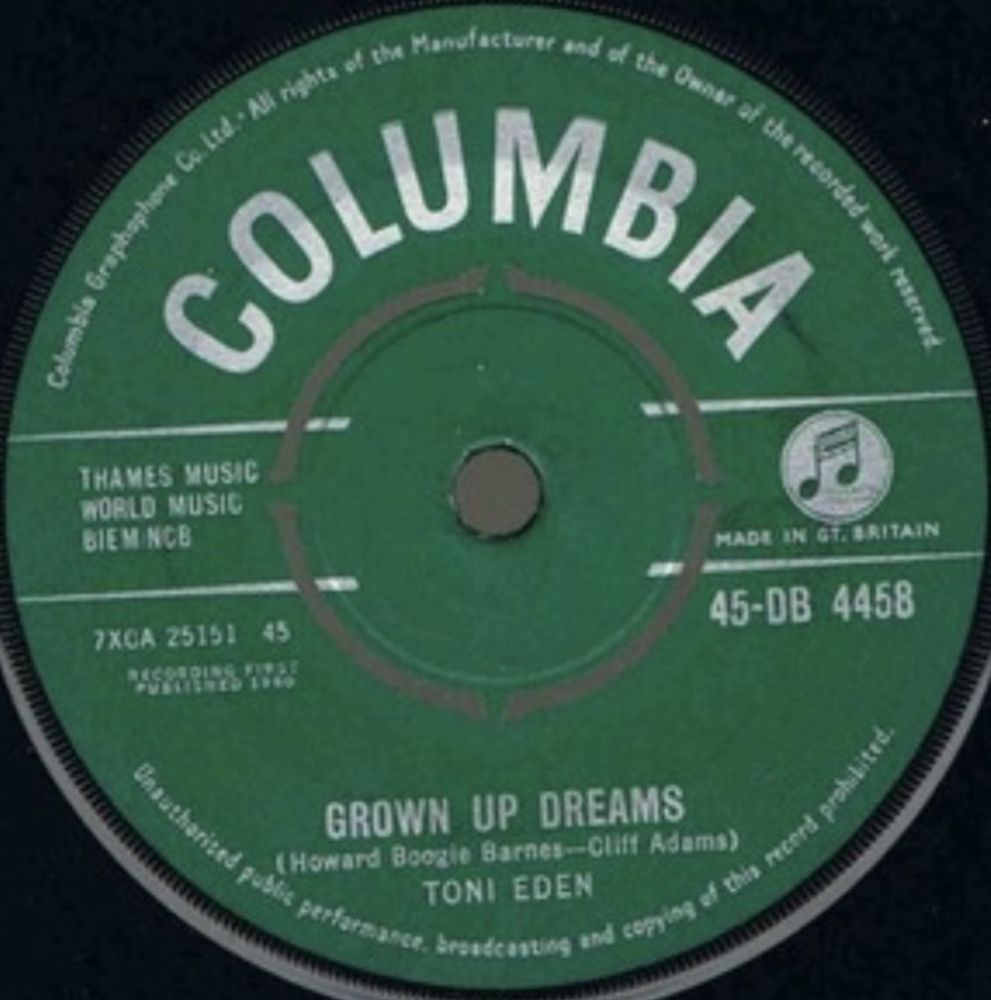 Columbia Graphophone Co. Ltd. · All rights of the Manufacturer and of the Owner of the recorded work reserved.
COLUMBIA
THAMES MUSIC
WORLD MUSIC
BIEM·NCB
MADE IN GT. BRITAIN
45-DB 4458
7XCA 25151 45
RECORDING FIRST
PUBLISHED 1960
GROWN UP DREAMS
(Howard Boogie Barnes—Cliff Adams)
TONI EDEN
Unauthorised public performance, broadcasting and copying of this record prohibited.